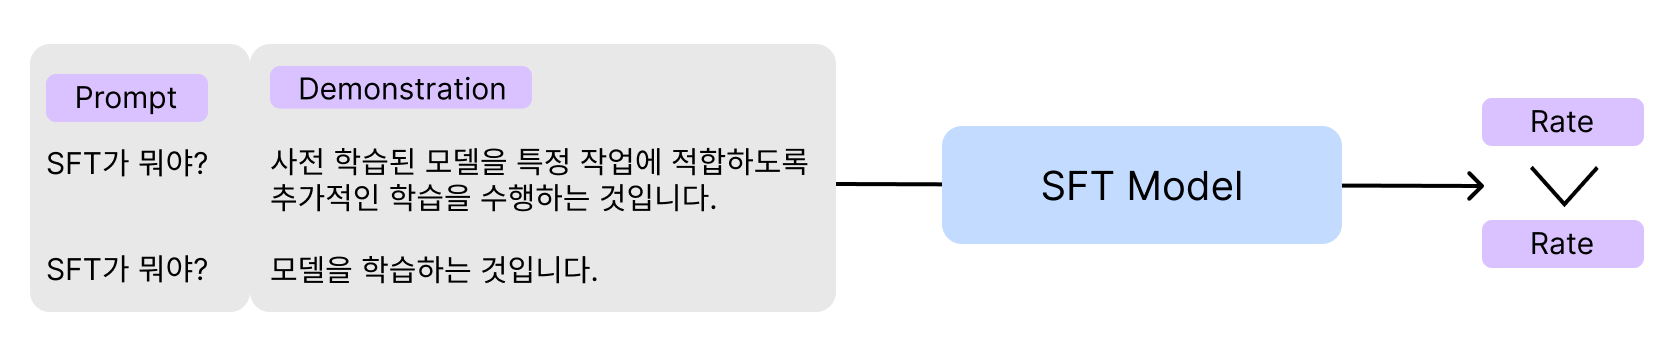 Prompt
Demonstration
SFT가 뭐야?
사전 학습된 모델을 특정 작업에 적합하도록
추가적인 학습을 수행하는 것입니다.
SFT가 뭐야?
모델을 학습하는 것입니다.
SFT Model
Rate
Rate